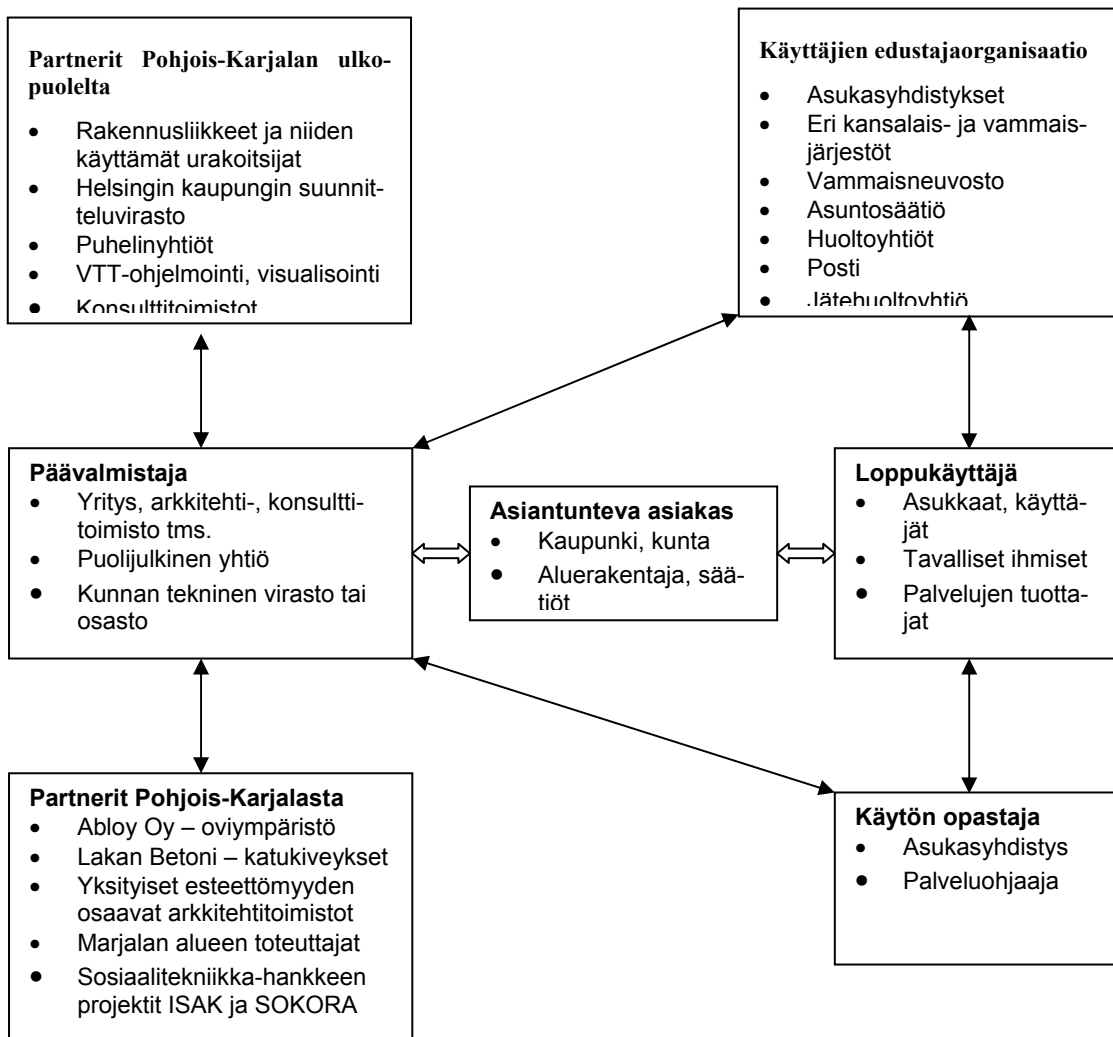 Partnerit Pohjois-Karjalan ulko-
puolelta
• Rakennusliikkeet ja niiden
käyttämät urakoitsijat
• Helsingin kaupungin suunnit-
teluvirasto
• Puhelinyhtiöt
• VTT-ohjelmointi, visualisointi
• Konsulttitoimistot
Käyttäjien edustajaorganisaatio
• Asukasyhdistykset
• Eri kansalais- ja vammais-
järjestöt
• Vammaisneuvosto
• Asuntosäätiö
• Huoltoyhtiöt
• Posti
• Jätehuoltoyhtiö
Päävalmistaja
• Yritys, arkkitehti-, konsultti-
toimisto tms.
• Puolijulkinen yhtiö
• Kunnan tekninen virasto tai
osasto
Asiantunteva asiakas
• Kaupunki, kunta
• Aluerakentaja, sää-
tiöt
Loppukäyttäjä
• Asukkaat, käyttä-
jät
• Tavalliset ihmiset
• Palvelujen tuotta-
jat
Partnerit Pohjois-Karjalasta
• Abloy Oy – oviympäristö
• Lakan Betoni – katukiveykset
• Yksityiset esteettömyyden
osaavat arkkitehtitoimistot
• Marjalan alueen toteuttajat
• Sosiaalitekniikka-hankkeen
projektit ISAK ja SOKORA
Käytön opastaja
• Asukasyhdistys
• Palveluohjaaja